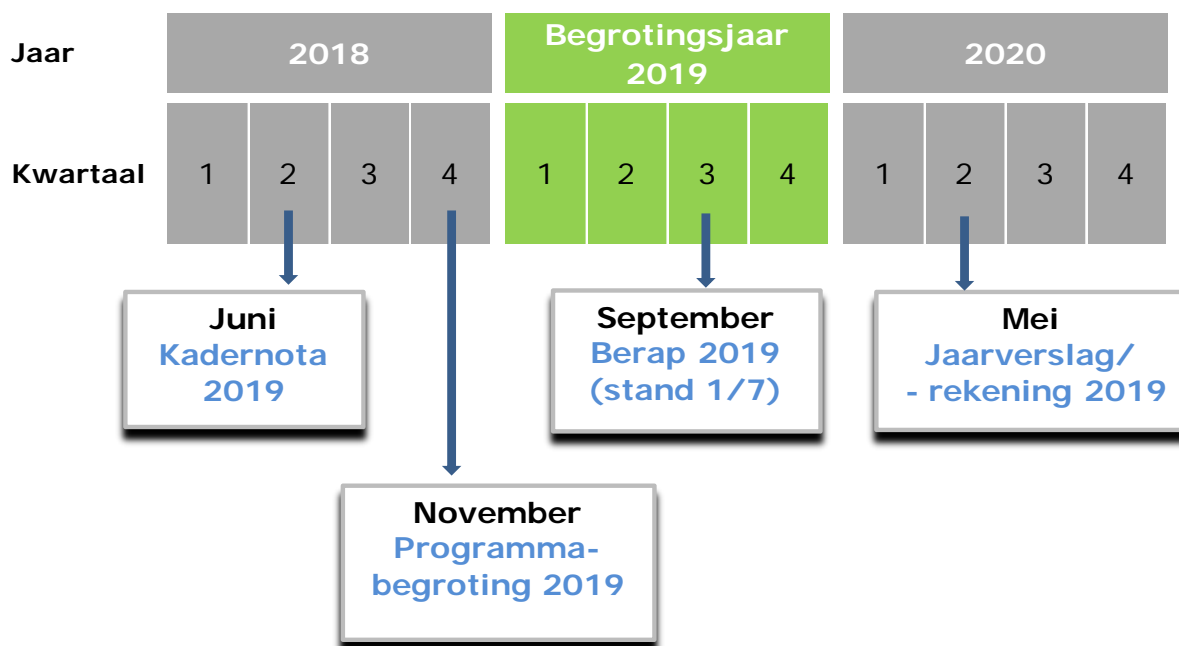 Jaar
2018
Begrotingsjaar
2019
2020
Kwartaal
1 2 3 4
1 2 3 4
1 2 3 4
Juni
Kadernota
2019
November
Programma-
begroting 2019
September
Berap 2019
(stand 1/7)
Mei
Jaarverslag/
- rekening 2019